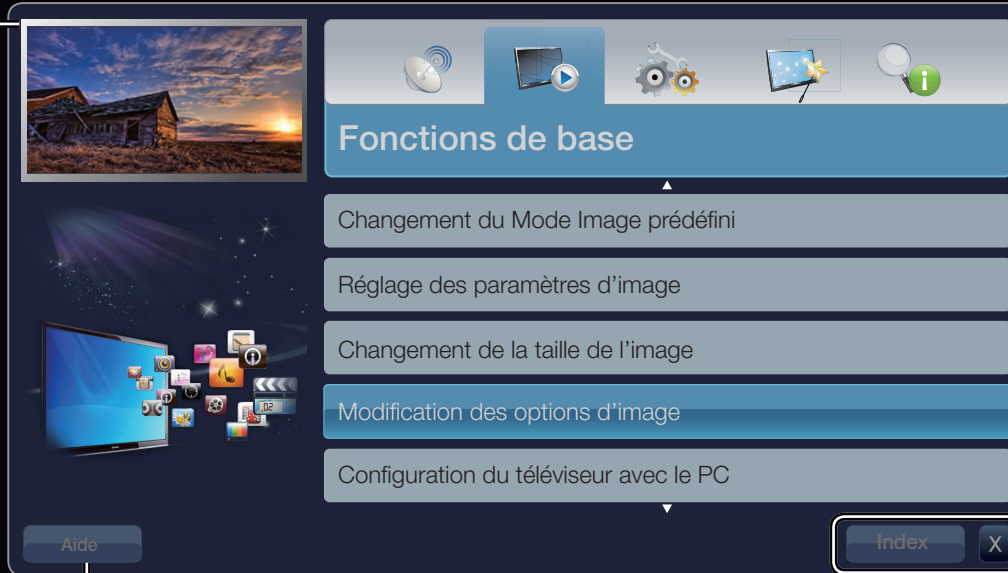 Fonctions de base
Changement du Mode Image prédéfini
Réglage des paramètres d'image
Changement de la taille de l'image
Modification des options d'image
Configuration du téléviseur avec le PC
Aide
Index X